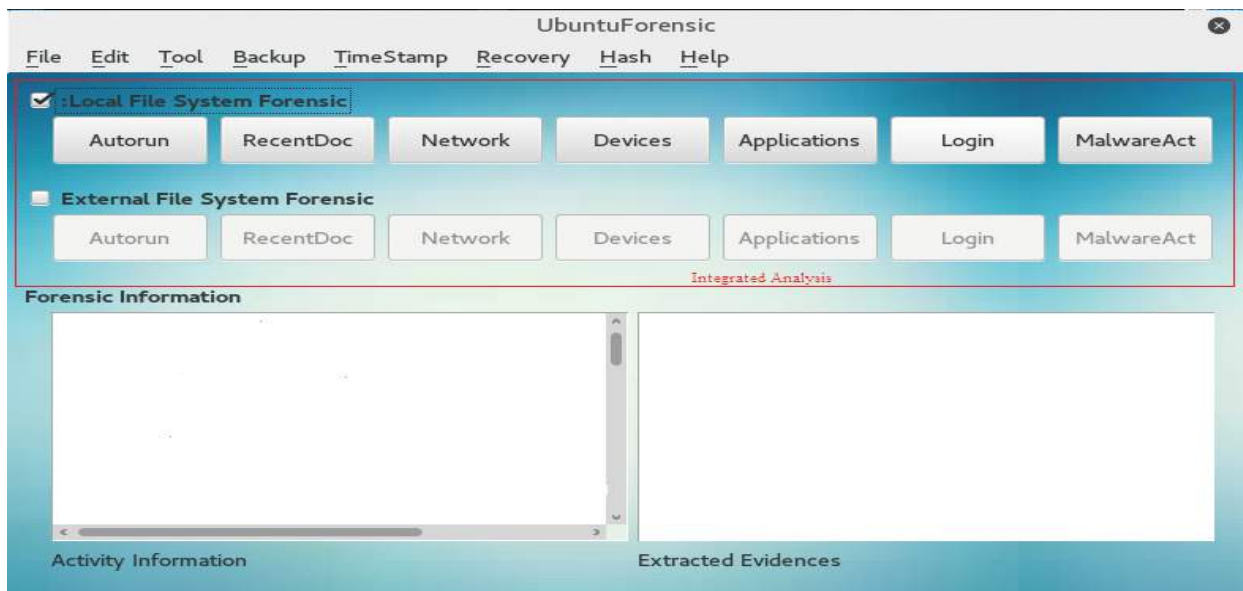 UbuntuForensic
File Edit Tool Backup TimeStamp Recovery Hash Help
:Local File System Forensic
Autorun RecentDoc Network Devices Applications Login MalwareAct
External File System Forensic
Autorun RecentDoc Network Devices Applications Login MalwareAct
Integrated Analysis
Forensic Information
Activity Information Extracted Evidences